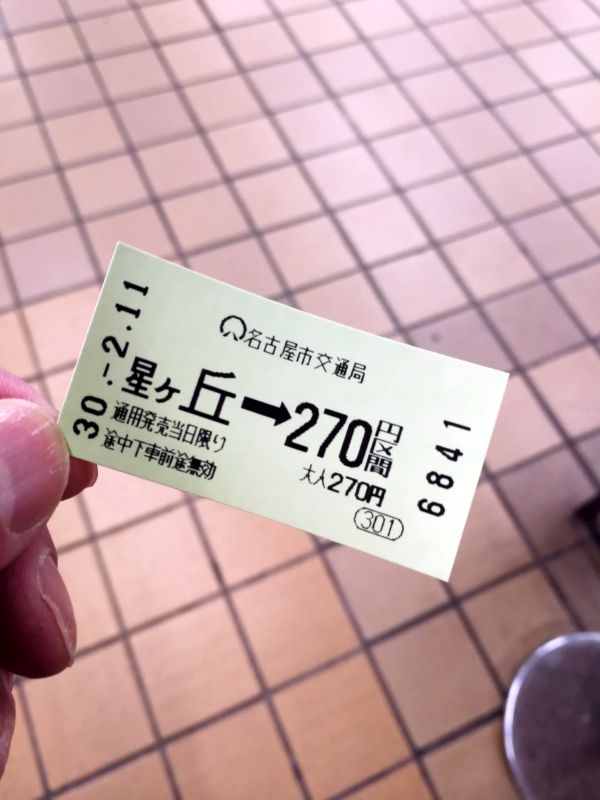 名古屋市交通局
30.-2.11
星ヶ丘➡270円区間
通用発売当日限り
途中下車前途無効
大人270円
301
6841